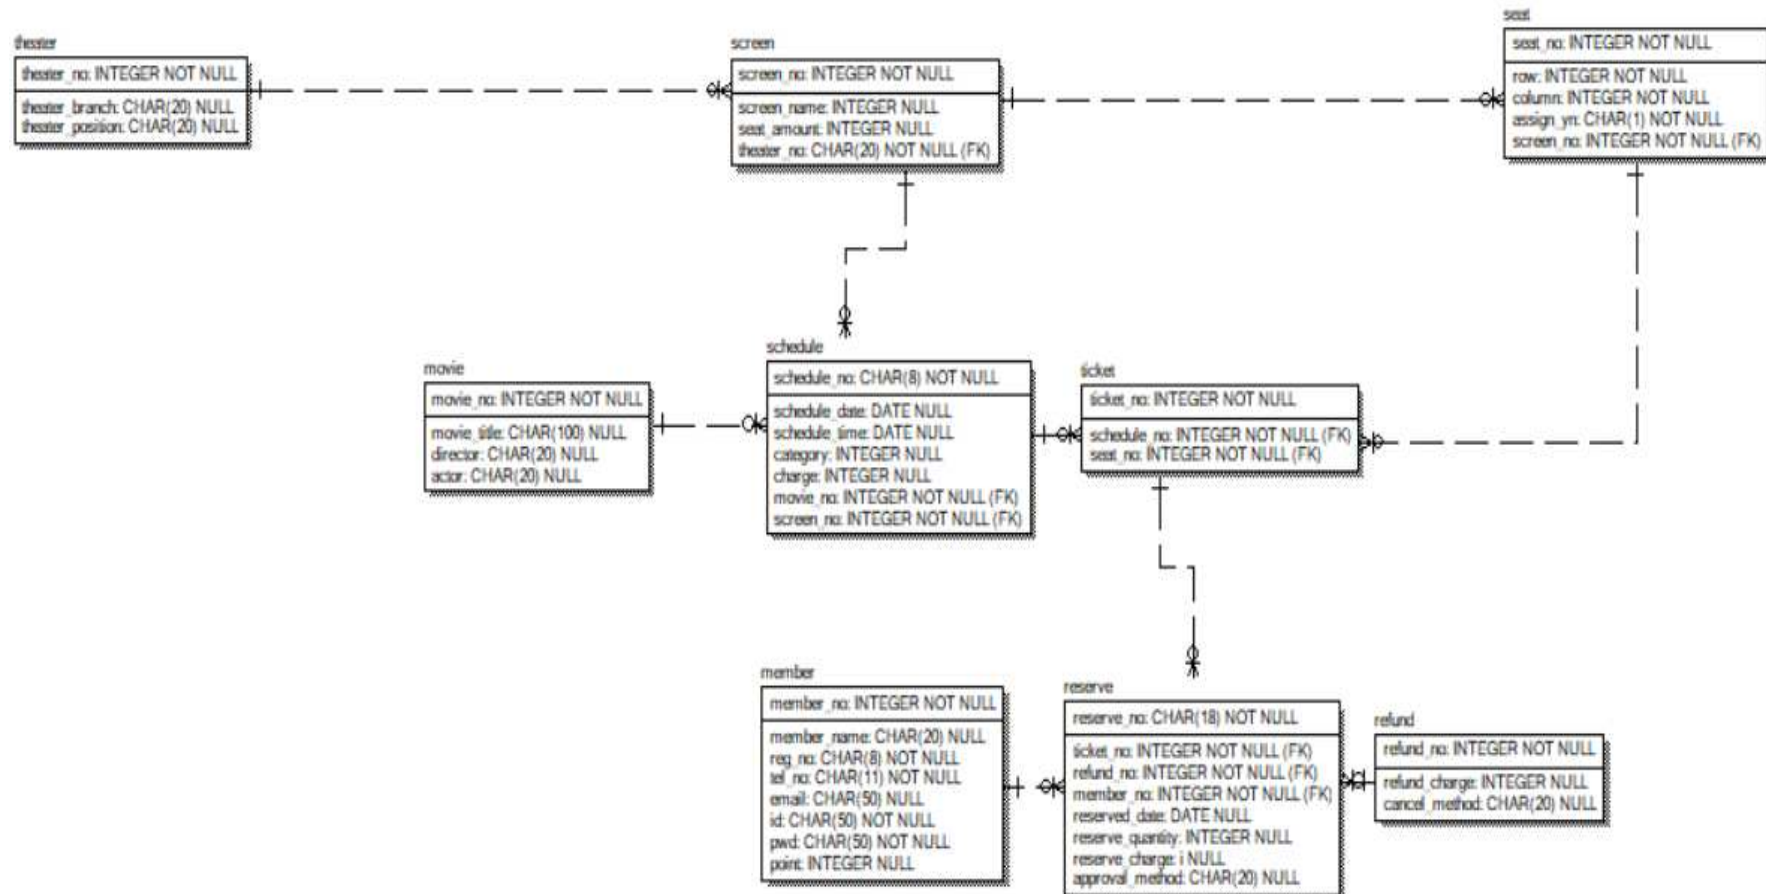 theater
theater_no: INTEGER NOT NULL
theater_branch: CHAR(20) NULL
theater_position: CHAR(20) NULL
screen
screen_no: INTEGER NOT NULL
screen_name: INTEGER NULL
seat_amount: INTEGER NULL
theater_no: CHAR(20) NOT NULL (FK)
seat
seat_no: INTEGER NOT NULL
row: INTEGER NOT NULL
column: INTEGER NOT NULL
assign_yn: CHAR(1) NOT NULL
screen_no: INTEGER NOT NULL (FK)
movie
movie_no: INTEGER NOT NULL
movie_title: CHAR(100) NULL
director: CHAR(20) NULL
actor: CHAR(20) NULL
schedule
schedule_no: CHAR(8) NOT NULL
schedule_date: DATE NULL
schedule_time: DATE NULL
category: INTEGER NULL
charge: INTEGER NULL
movie_no: INTEGER NOT NULL (FK)
screen_no: INTEGER NOT NULL (FK)
ticket
ticket_no: INTEGER NOT NULL
schedule_no: INTEGER NOT NULL (FK)
seat_no: INTEGER NOT NULL (FK)
member
member_no: INTEGER NOT NULL
member_name: CHAR(20) NULL
reg_no: CHAR(8) NOT NULL
tel_no: CHAR(11) NOT NULL
email: CHAR(50) NULL
id: CHAR(50) NOT NULL
pwd: CHAR(50) NOT NULL
point: INTEGER NULL
reserve
reserve_no: CHAR(18) NOT NULL
ticket_no: INTEGER NOT NULL (FK)
refund_no: INTEGER NOT NULL (FK)
member_no: INTEGER NOT NULL (FK)
reserved_date: DATE NULL
reserve_quantity: INTEGER NULL
reserve_charge: i NULL
approval_method: CHAR(20) NULL
refund
refund_no: INTEGER NOT NULL
refund_charge: INTEGER NULL
cancel_method: CHAR(20) NULL